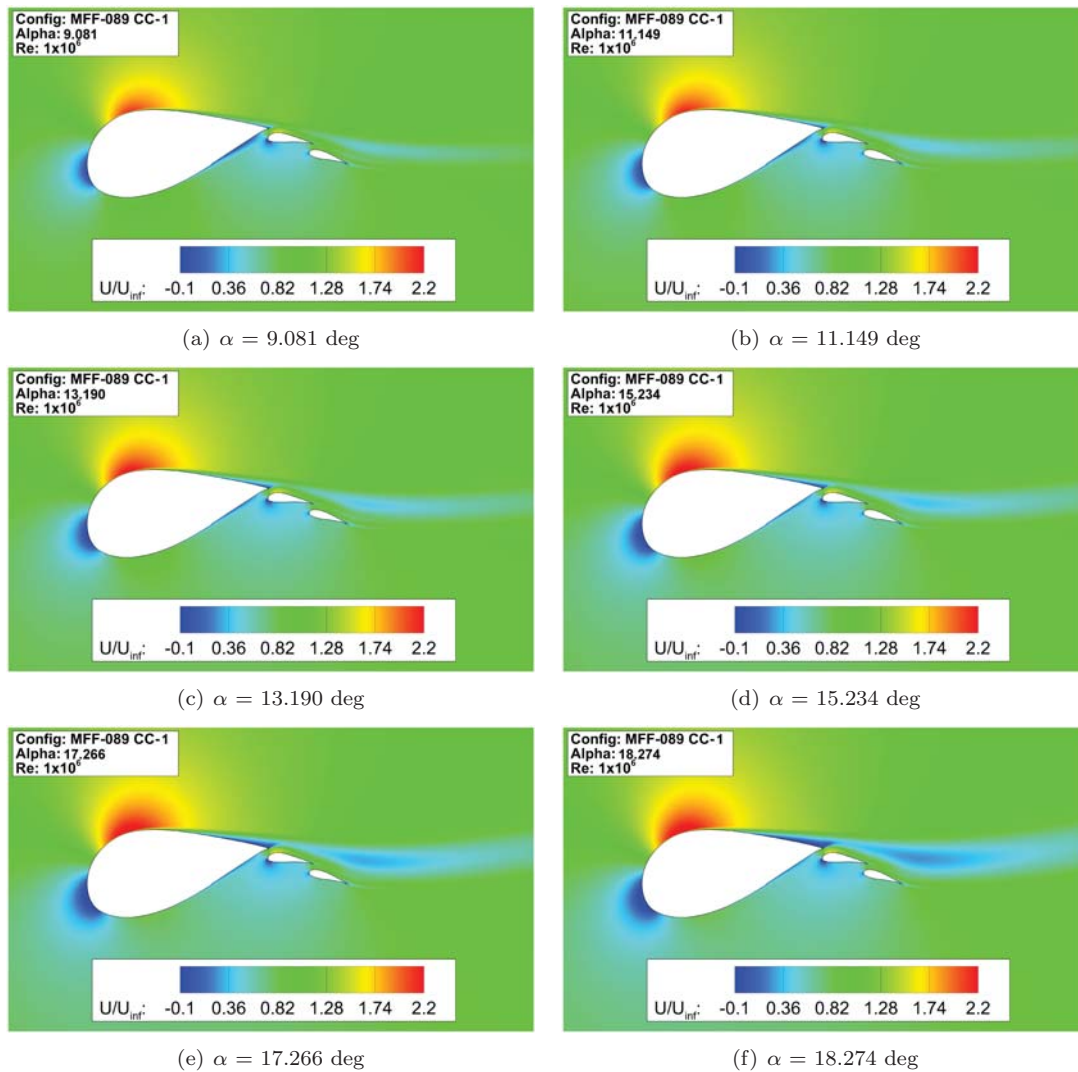 Config: MFF-089 CC-1
Alpha: 9.081
Re: 1x10⁶
U/U_inf: -0.1 0.36 0.82 1.28 1.74 2.2
(a) α = 9.081 deg
Config: MFF-089 CC-1
Alpha: 11.149
Re: 1x10⁶
U/U_inf: -0.1 0.36 0.82 1.28 1.74 2.2
(b) α = 11.149 deg
Config: MFF-089 CC-1
Alpha: 13.190
Re: 1x10⁶
U/U_inf: -0.1 0.36 0.82 1.28 1.74 2.2
(c) α = 13.190 deg
Config: MFF-089 CC-1
Alpha: 15.234
Re: 1x10⁶
U/U_inf: -0.1 0.36 0.82 1.28 1.74 2.2
(d) α = 15.234 deg
Config: MFF-089 CC-1
Alpha: 17.266
Re: 1x10⁶
U/U_inf: -0.1 0.36 0.82 1.28 1.74 2.2
(e) α = 17.266 deg
Config: MFF-089 CC-1
Alpha: 18.274
Re: 1x10⁶
U/U_inf: -0.1 0.36 0.82 1.28 1.74 2.2
(f) α = 18.274 deg